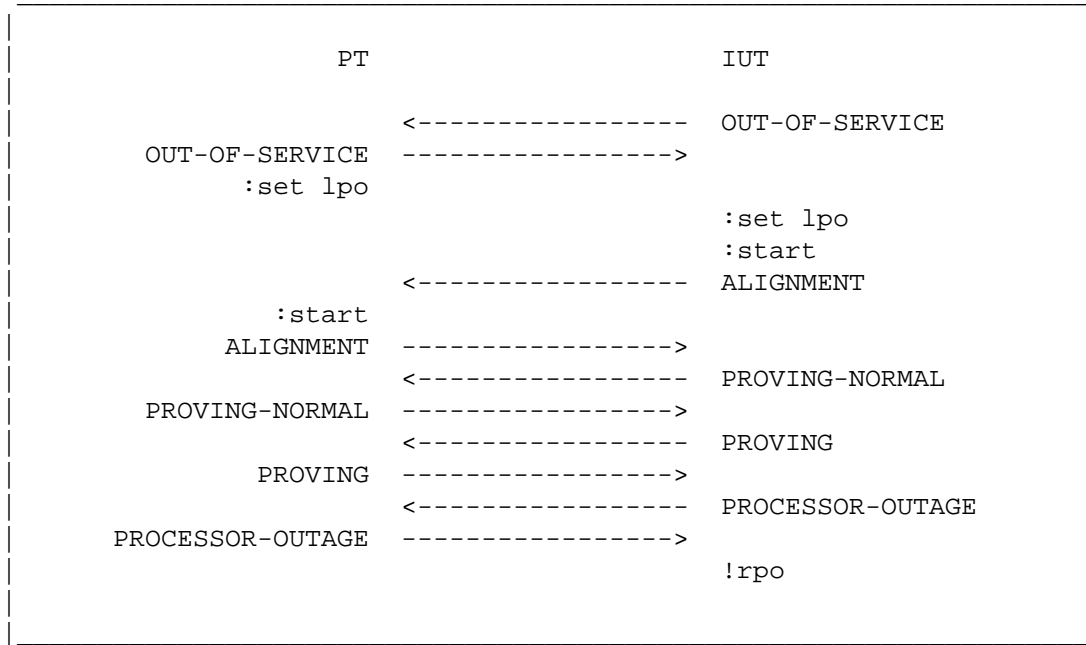 PT IUT
<----------------- OUT-OF-SERVICE
OUT-OF-SERVICE ----------------->
:set lpo
:set lpo
:start
<----------------- ALIGNMENT
:start
ALIGNMENT ----------------->
<----------------- PROVING-NORMAL
PROVING-NORMAL ----------------->
<----------------- PROVING
PROVING ----------------->
<----------------- PROCESSOR-OUTAGE
PROCESSOR-OUTAGE ----------------->
!rpo